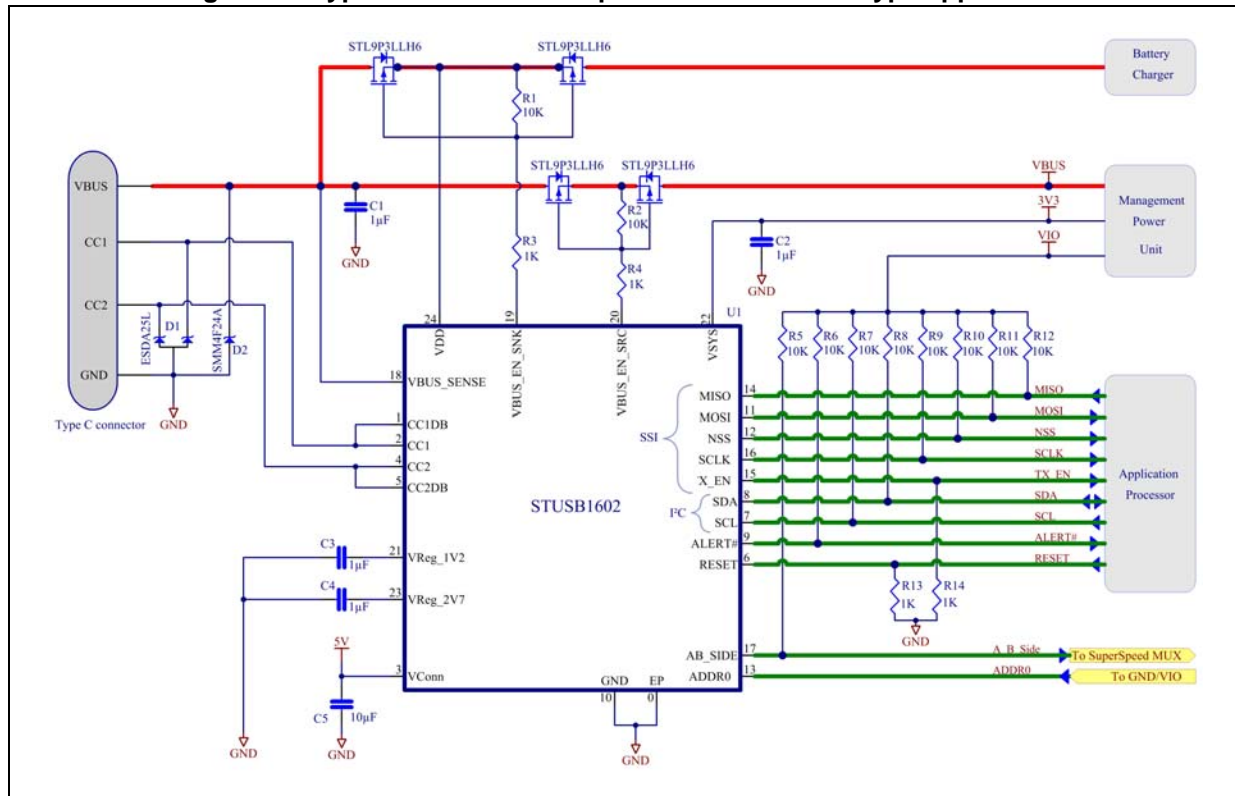 STL9P3LLH6
STL9P3LLH6
Battery
Charger
R1
10K
STL9P3LLH6
STL9P3LLH6
VBUS
VBUS
C1
1µF
GND
R2
10K
3V3
Management
Power
Unit
CC1
R3
1K
R4
1K
C2
1µF
GND
VIO
CC2
ESDA25L
D1
SMM4F24A
D2
GND
GND
Type C connector
U1
24
VDD
19
VBUS_EN_SNK
20
VBUS_EN_SRC
22
VSYS
R5
10K
R6
10K
R7
10K
R8
10K
R9
10K
R10
10K
R11
10K
R12
10K
18
VBUS_SENSE
1
CC1DB
2
CC1
4
CC2
5
CC2DB
STUSB1602
SSI
I²C
MISO
14
MISO
MOSI
11
MOSI
NSS
12
NSS
SCLK
16
SCLK
X_EN
15
TX_EN
SDA
8
SDA
SCL
7
SCL
ALERT#
9
ALERT#
RESET
6
RESET
Application
Processor
C3
1µF
21
VReg_1V2
C4
1µF
23
VReg_2V7
R13
1K
R14
1K
GND
5V
3
VConn
C5
10µF
GND
GND
GND
10
EP
0
GND
AB_SIDE
17
A_B_Side
To SuperSpeed MUX
ADDR0
13
ADDR0
To GND/VIO